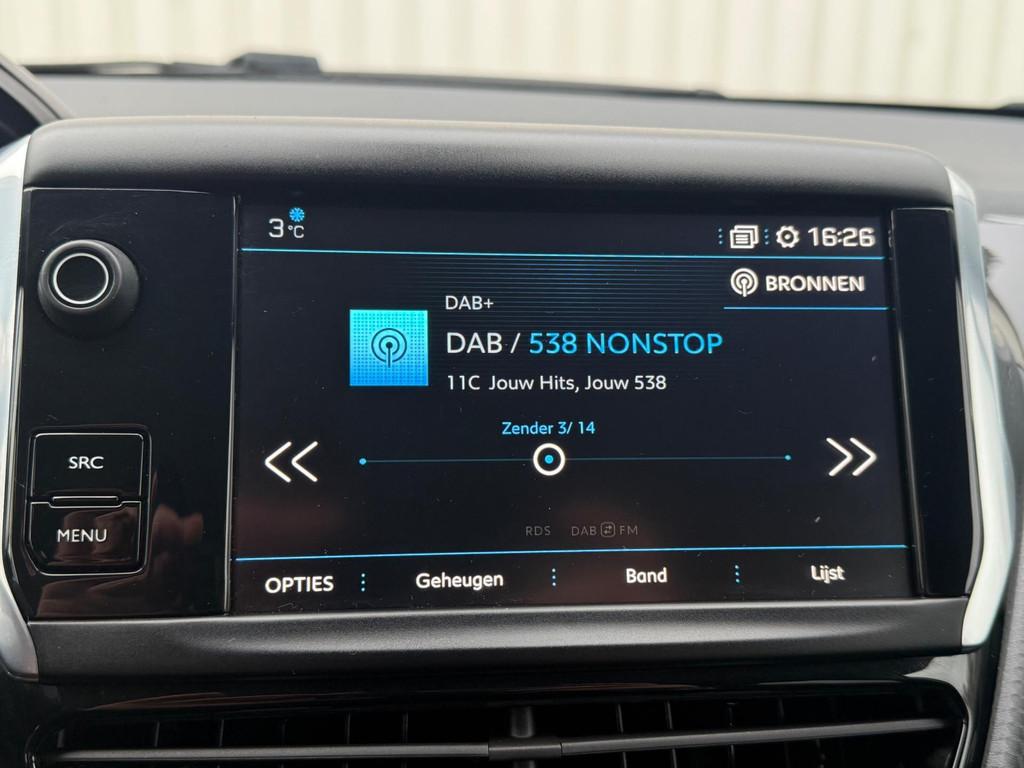 3 °C
16:26
BRONNEN
DAB+
DAB / 538 NONSTOP
11C Jouw Hits, Jouw 538
Zender 3/ 14
SRC
MENU
RDS DAB FM
OPTIES Geheugen Band Lijst